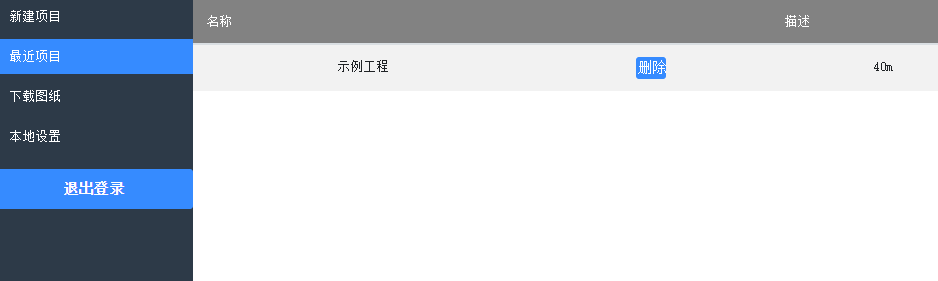 新建项目
最近项目
下载图纸
本地设置
退出登录
名称 描述
示例工程 删除 40m